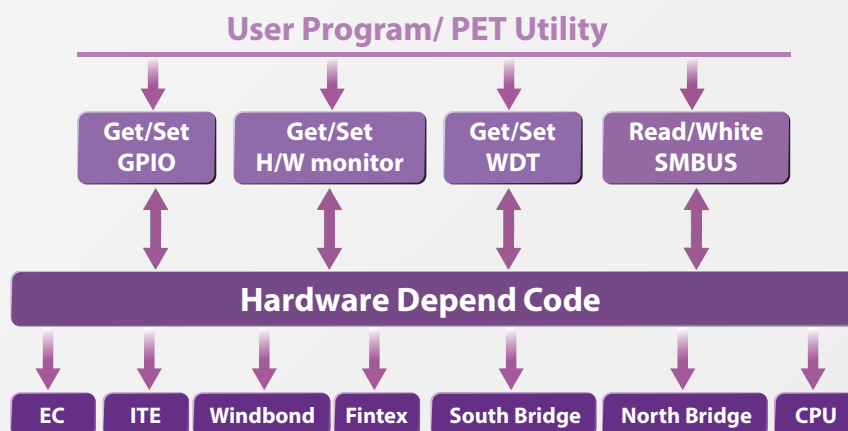 User Program/ PET Utility
Get/Set
GPIO
Get/Set
H/W monitor
Get/Set
WDT
Read/White
SMBUS
Hardware Depend Code
EC
ITE
Windbond
Fintex
South Bridge
North Bridge
CPU